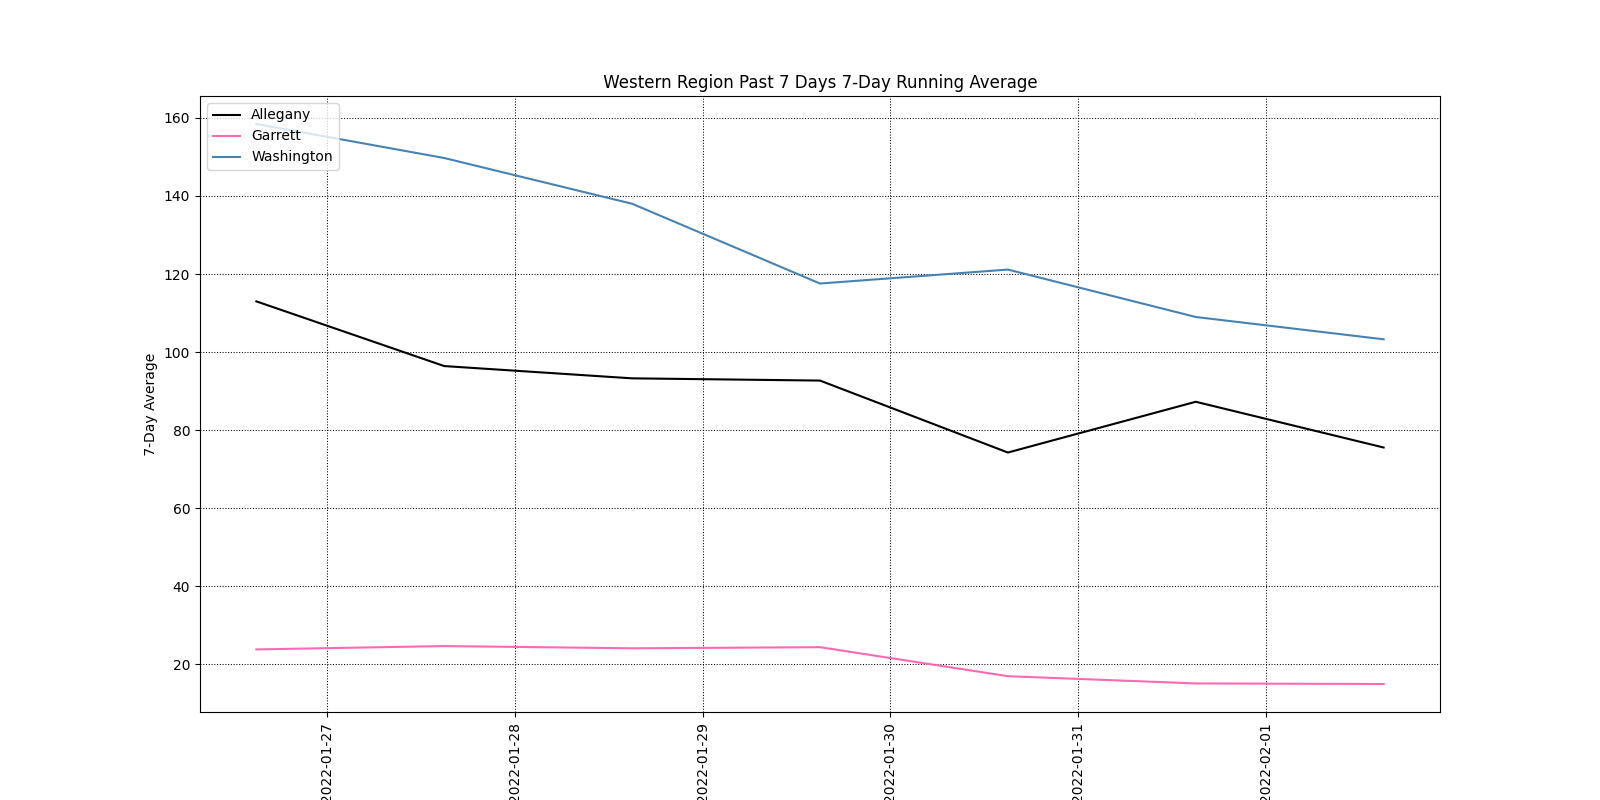 Western Region Past 7 Days 7-Day Running Average
Allegany
Garrett
Washington
7-Day Average
160
140
120
100
80
60
40
20
2022-01-27
2022-01-28
2022-01-29
2022-01-30
2022-01-31
2022-02-01